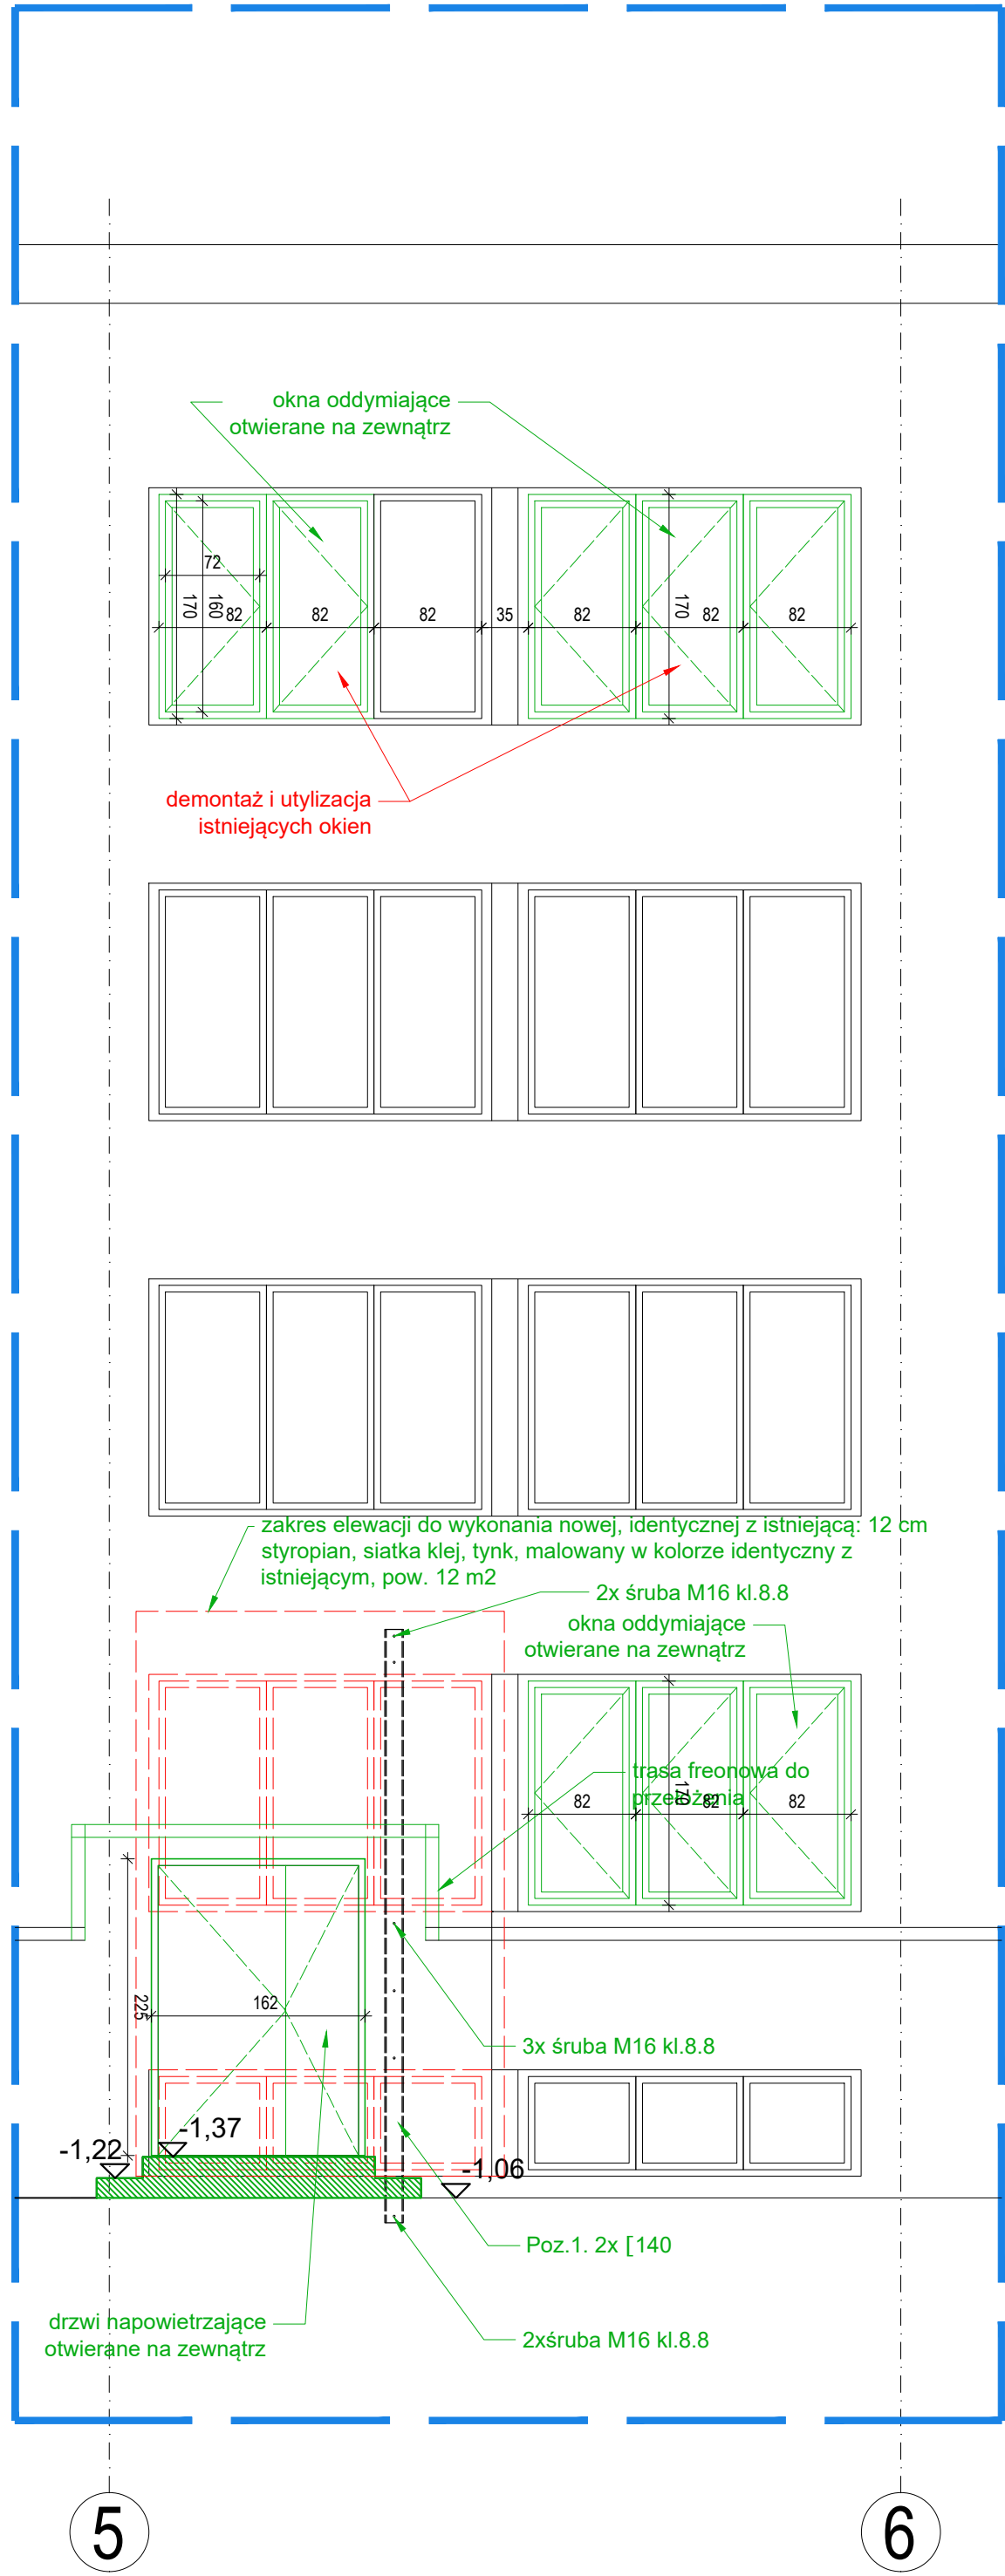 okna oddymiające
otwierane na zewnątrz
72
170
160
82
82
82
35
82
170
82
82
demontaż i utylizacja
istniejących okien
zakres elewacji do wykonania nowej, identycznej z istniejącą: 12 cm
styropian, siatka klej, tynk, malowany w kolorze identyczny z
istniejącym, pow. 12 m2
2x śruba M16 kl.8.8
okna oddymiające
otwierane na zewnątrz
trasa freonowa do
przełożenia
82
170
82
82
225
162
3x śruba M16 kl.8.8
-1,37
-1,22
-1,06
Poz.1. 2x [140
drzwi napowietrzające
otwierane na zewnątrz
2xśruba M16 kl.8.8
5
6